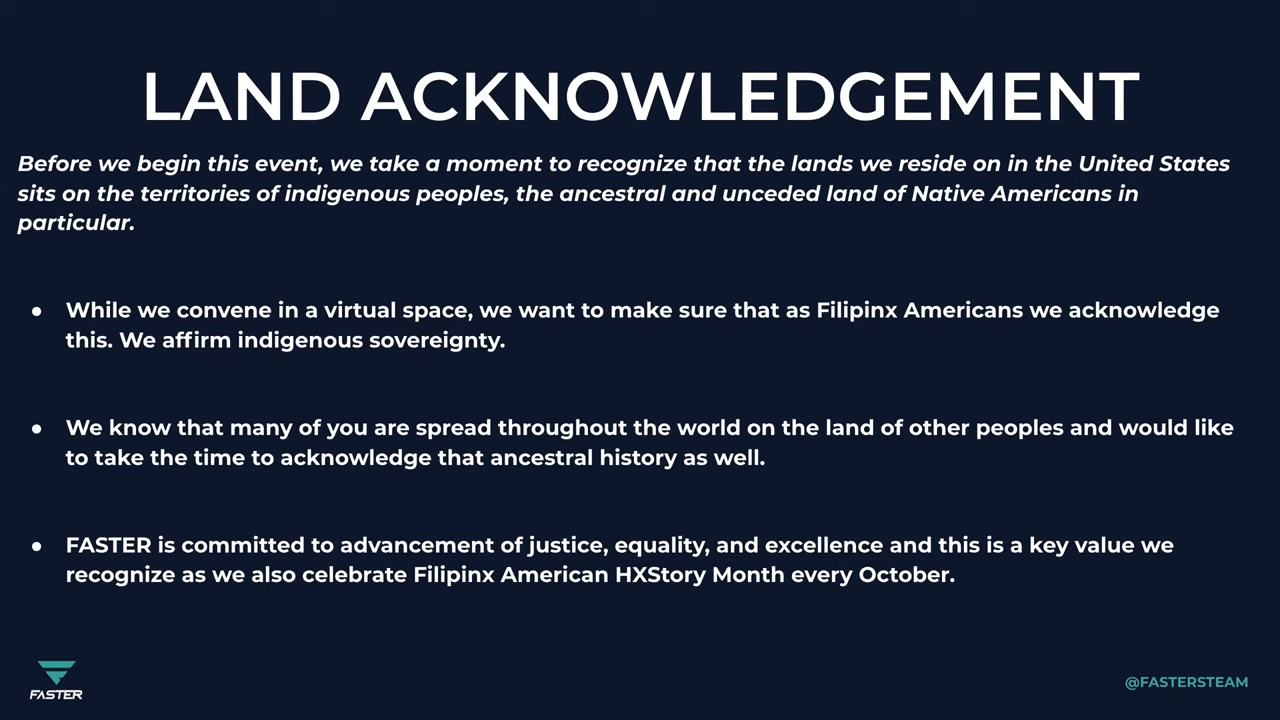 LAND ACKNOWLEDGEMENT
Before we begin this event, we take a moment to recognize that the lands we reside on in the United States
sits on the territories of indigenous peoples, the ancestral and unceded land of Native Americans in
particular.
● While we convene in a virtual space, we want to make sure that as Filipinx Americans we acknowledge
this. We affirm indigenous sovereignty.
● We know that many of you are spread throughout the world on the land of other peoples and would like
to take the time to acknowledge that ancestral history as well.
● FASTER is committed to advancement of justice, equality, and excellence and this is a key value we
recognize as we also celebrate Filipinx American HXStory Month every October.
FASTER
@FASTERSTEAM